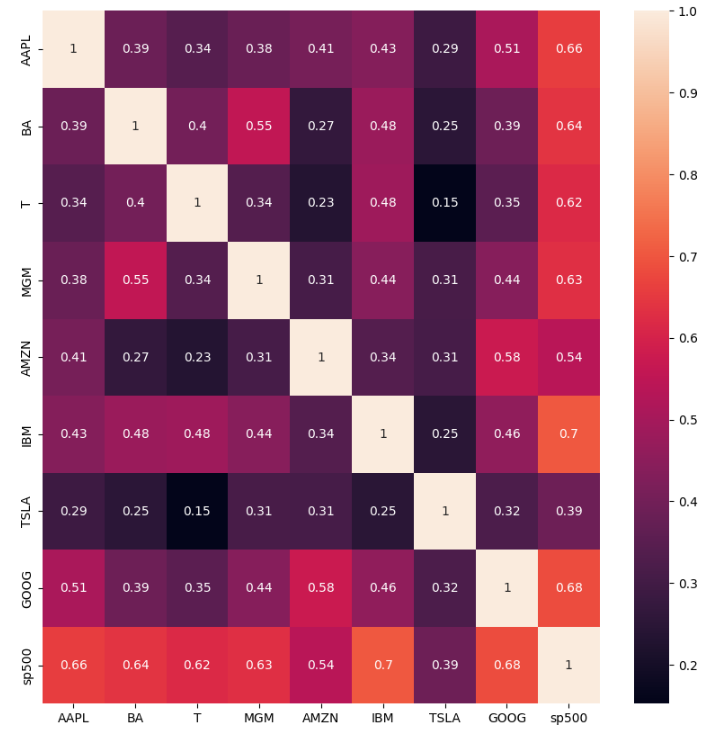 AAPL 1 0.39 0.34 0.38 0.41 0.43 0.29 0.51 0.66
BA 0.39 1 0.4 0.55 0.27 0.48 0.25 0.39 0.64
T 0.34 0.4 1 0.34 0.23 0.48 0.15 0.35 0.62
MGM 0.38 0.55 0.34 1 0.31 0.44 0.31 0.44 0.63
AMZN 0.41 0.27 0.23 0.31 1 0.34 0.31 0.58 0.54
IBM 0.43 0.48 0.48 0.44 0.34 1 0.25 0.46 0.7
TSLA 0.29 0.25 0.15 0.31 0.31 0.25 1 0.32 0.39
GOOG 0.51 0.39 0.35 0.44 0.58 0.46 0.32 1 0.68
sp500 0.66 0.64 0.62 0.63 0.54 0.7 0.39 0.68 1
AAPL BA T MGM AMZN IBM TSLA GOOG sp500
1.0
0.9
0.8
0.7
0.6
0.5
0.4
0.3
0.2